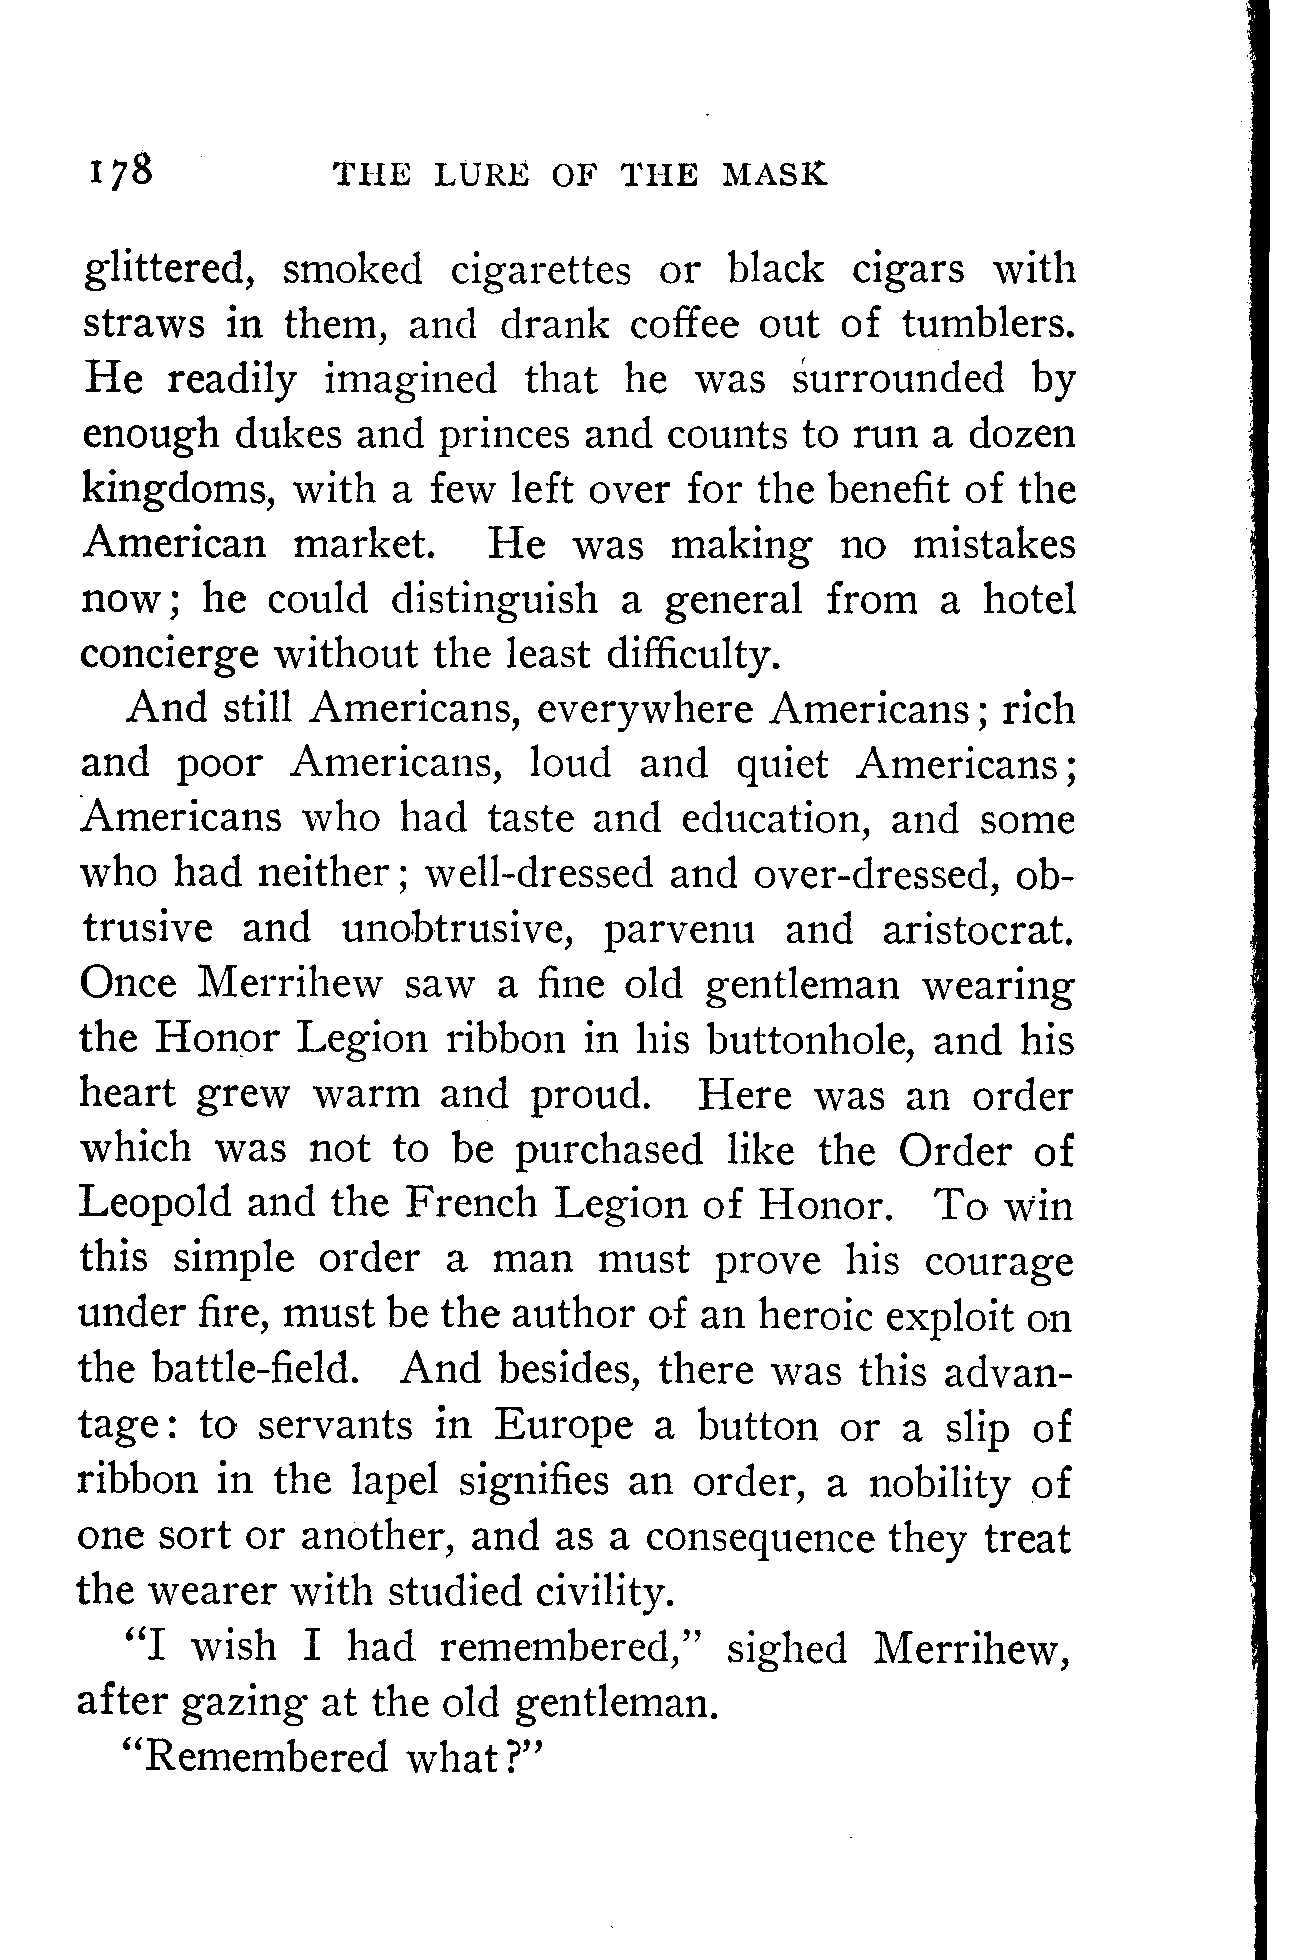 178 THE LURE OF THE MASK
glittered, smoked cigarettes or black cigars with
straws in them, and drank coffee out of tumblers.
He readily imagined that he was surrounded by
enough dukes and princes and counts to run a dozen
kingdoms, with a few left over for the benefit of the
American market. He was making no mistakes
now; he could distinguish a general from a hotel
concierge without the least difficulty.
And still Americans, everywhere Americans; rich
and poor Americans, loud and quiet Americans;
Americans who had taste and education, and some
who had neither; well-dressed and over-dressed, ob-
trusive and unobtrusive, parvenu and aristocrat.
Once Merrihew saw a fine old gentleman wearing
the Honor Legion ribbon in his buttonhole, and his
heart grew warm and proud. Here was an order
which was not to be purchased like the Order of
Leopold and the French Legion of Honor. To win
this simple order a man must prove his courage
under fire, must be the author of an heroic exploit on
the battle-field. And besides, there was this advan-
tage: to servants in Europe a button or a slip of
ribbon in the lapel signifies an order, a nobility of
one sort or another, and as a consequence they treat
the wearer with studied civility.
"I wish I had remembered," sighed Merrihew,
after gazing at the old gentleman.
"Remembered what?"